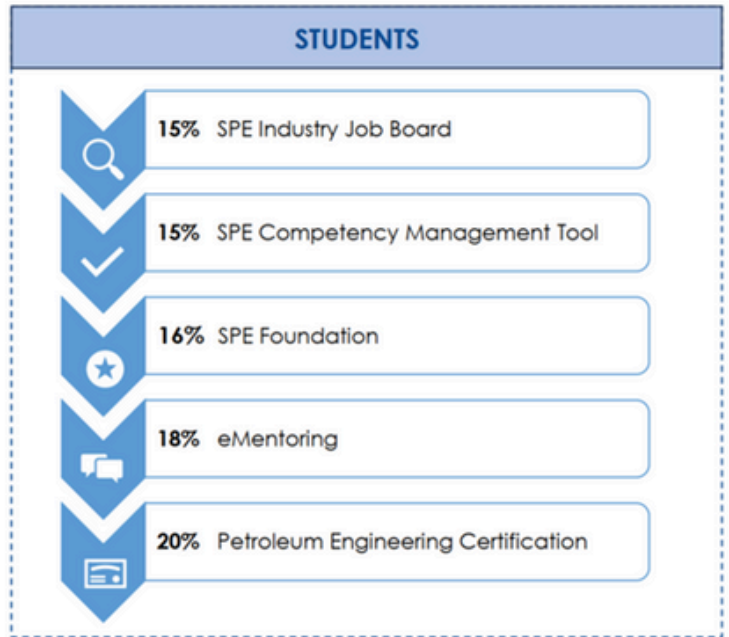 STUDENTS
15% SPE Industry Job Board
15% SPE Competency Management Tool
16% SPE Foundation
18% eMentoring
20% Petroleum Engineering Certification